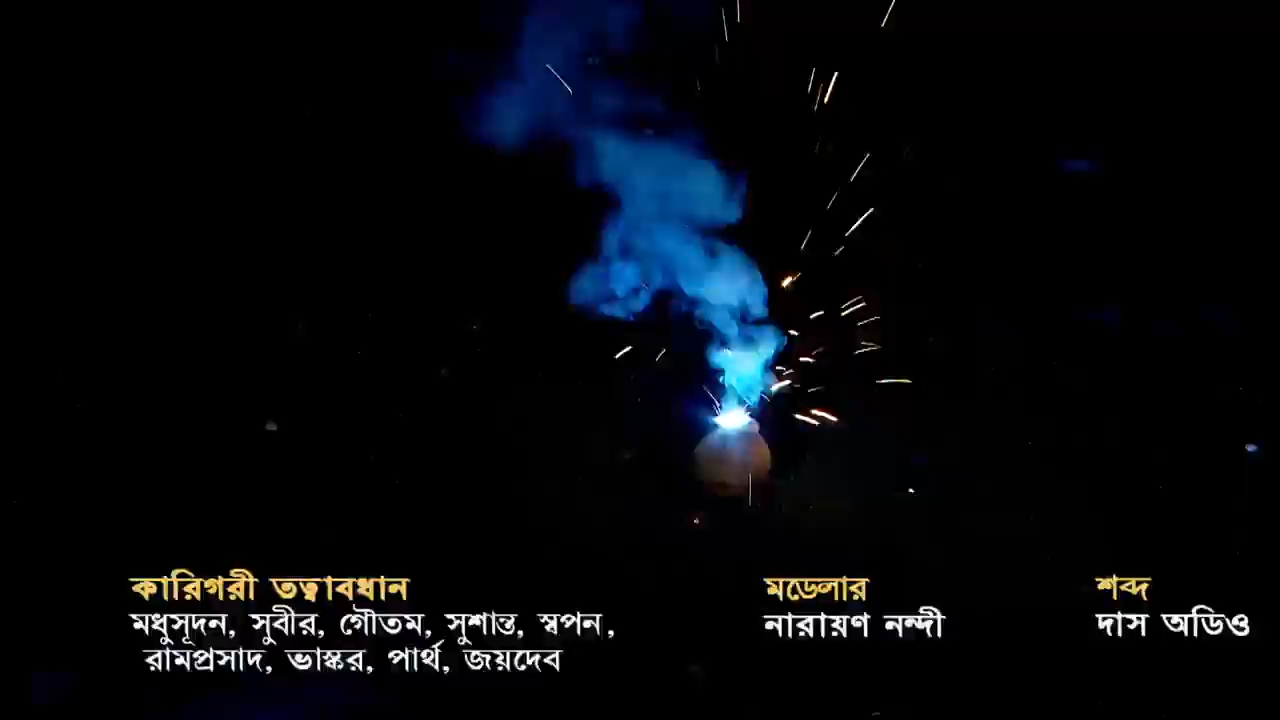 কারিগরী তত্ত্বাবধান
মধুসূদন, সুবীর, গৌতম, সুশান্ত, স্বপন,
রামপ্রসাদ, ভাস্কর, পার্থ, জয়দেব
মডেলার
নারায়ণ নন্দী
শব্দ
দাস অডিও